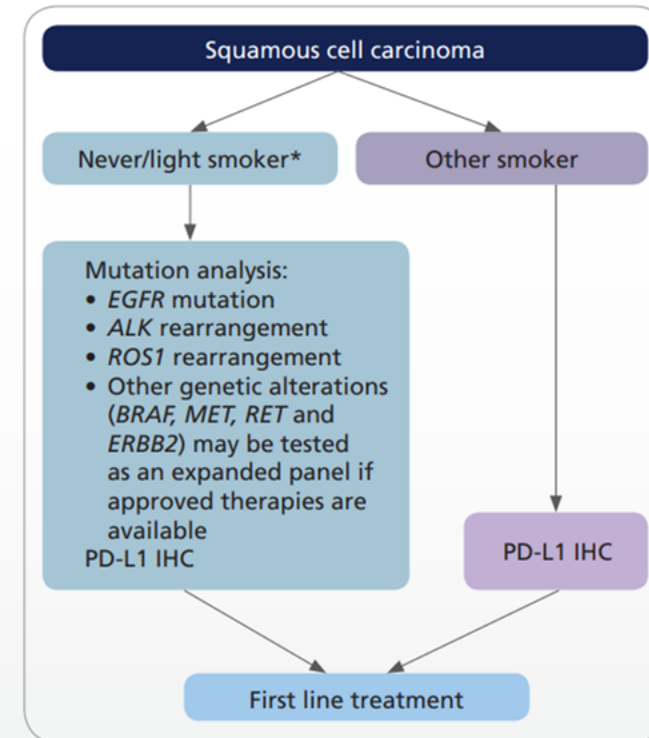 Squamous cell carcinoma
Never/light smoker*
Other smoker
Mutation analysis:
• EGFR mutation
• ALK rearrangement
• ROS1 rearrangement
• Other genetic alterations
(BRAF, MET, RET and
ERBB2) may be tested
as an expanded panel if
approved therapies are
available
PD-L1 IHC
PD-L1 IHC
First line treatment